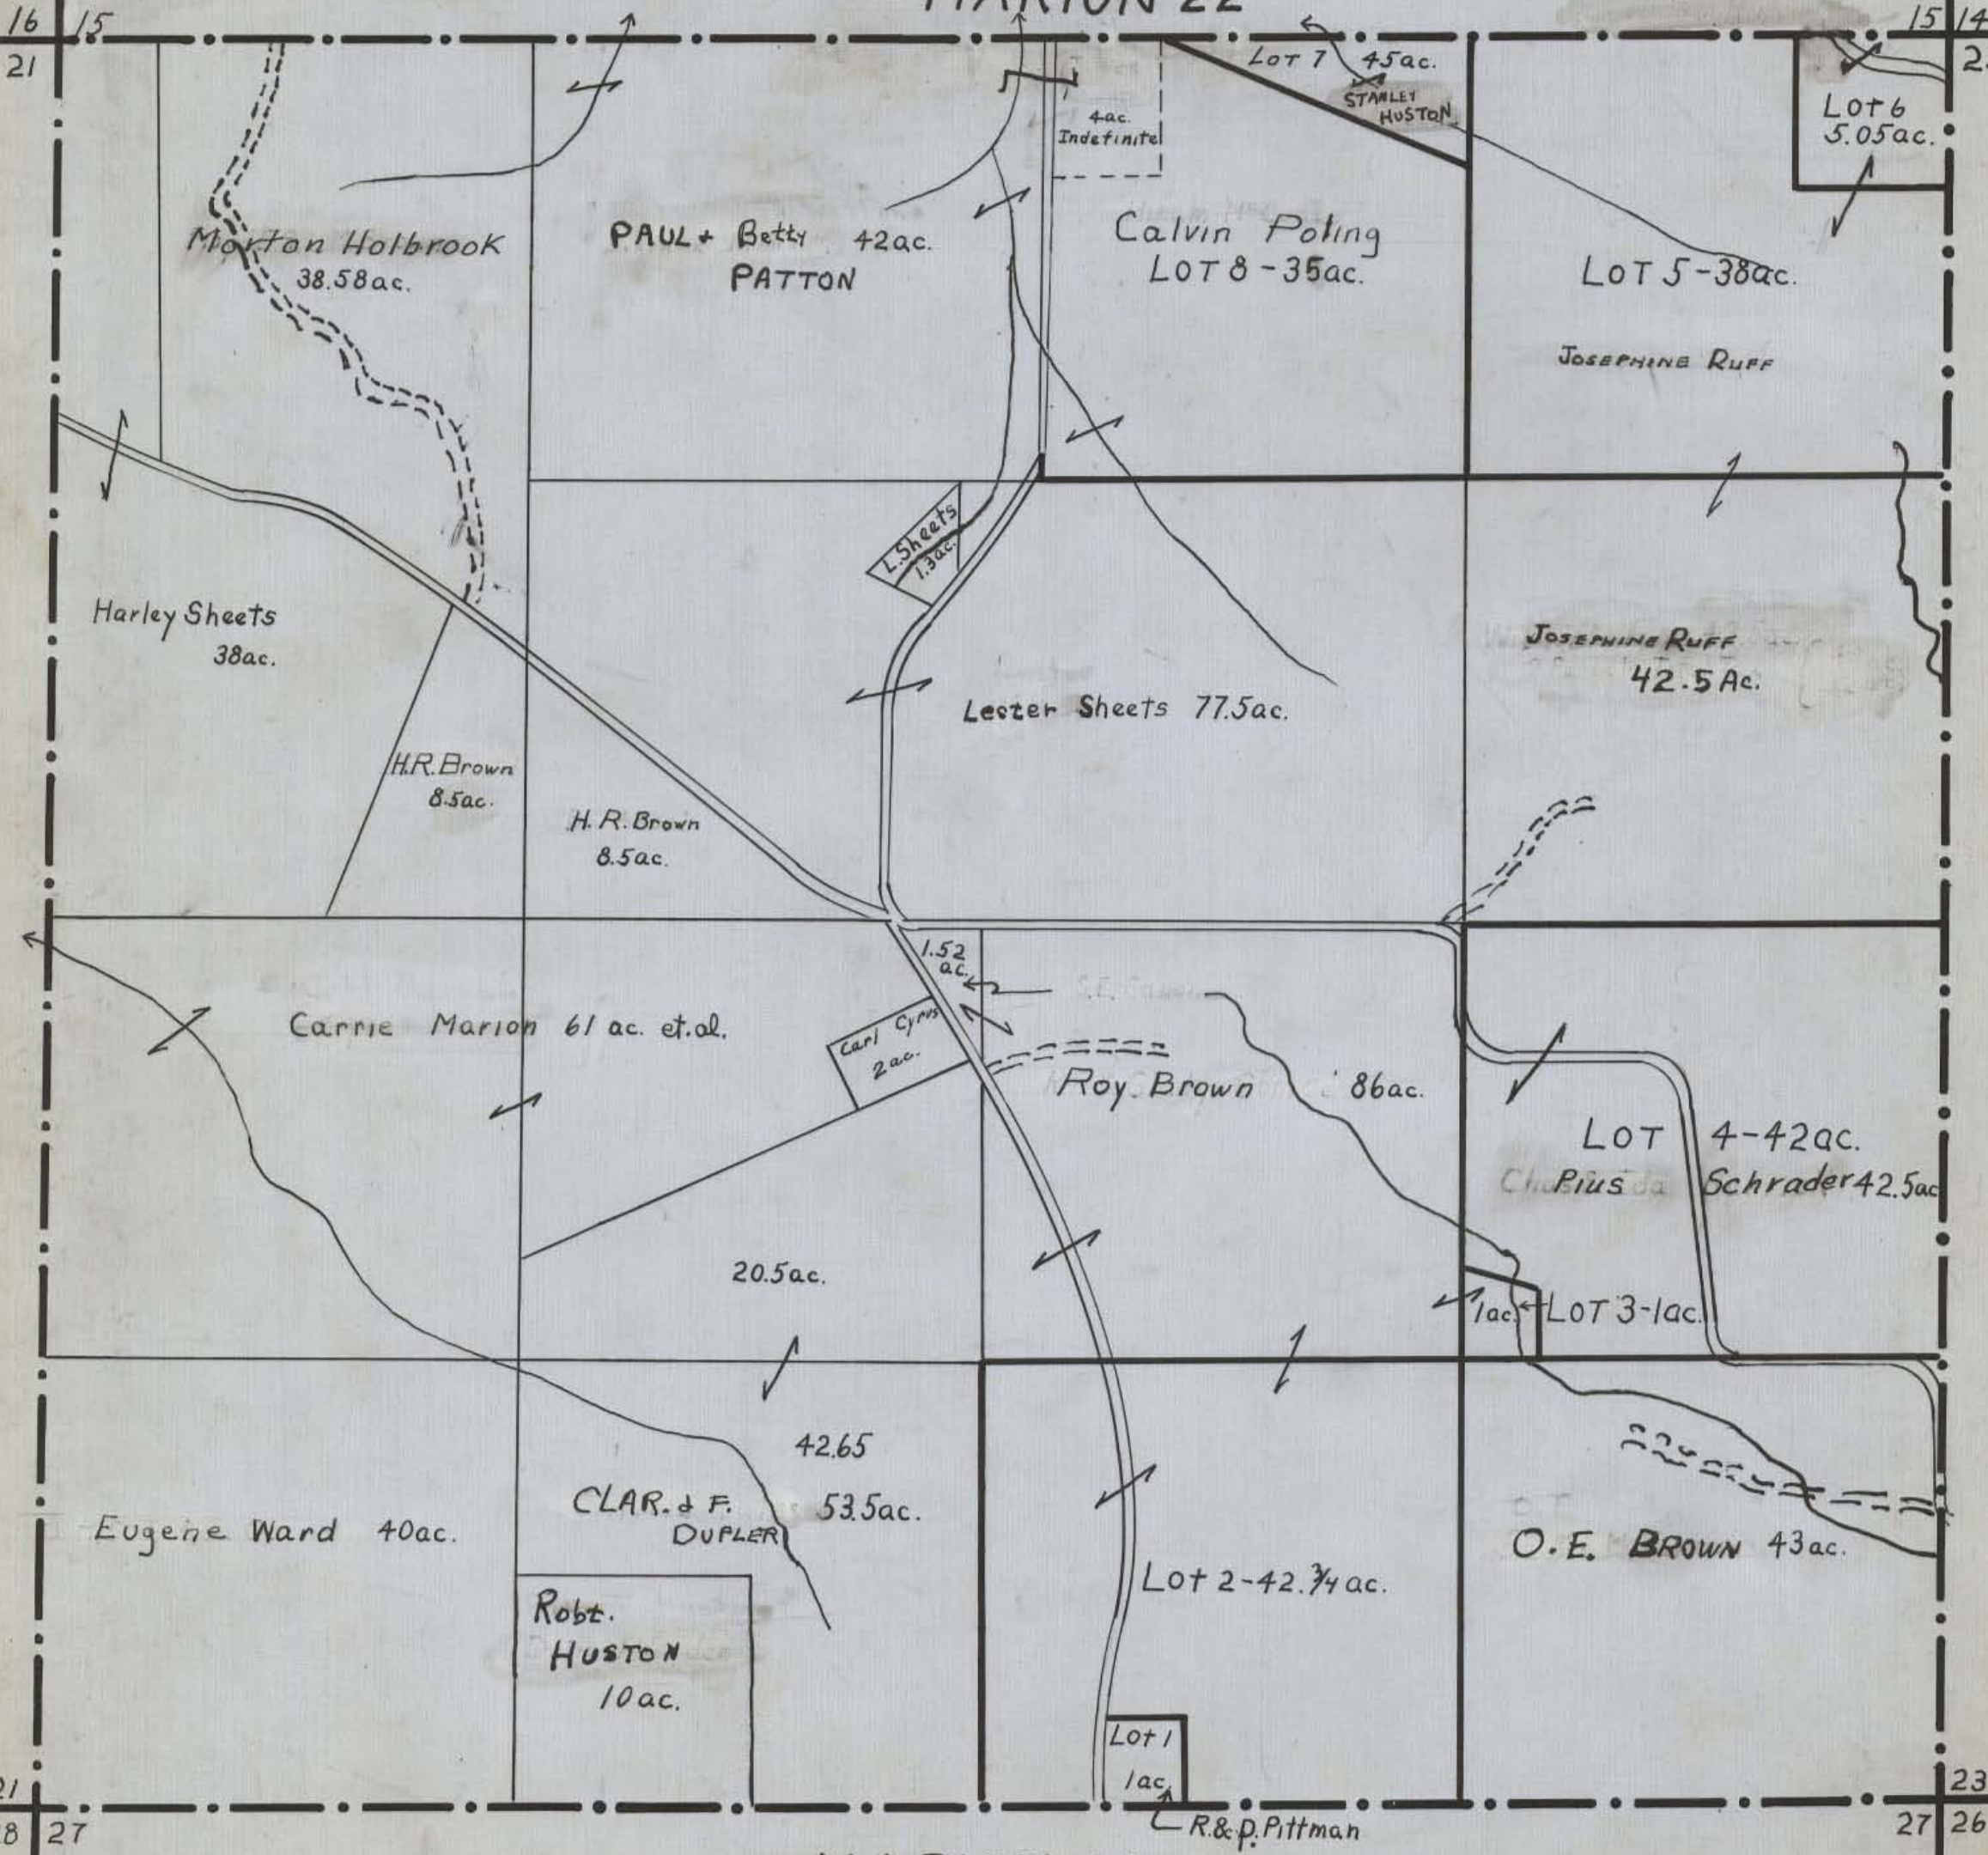 MARION 22
16 15
15 14
21
LOT 7 45ac.
STANLEY
HUSTON
4ac.
Indefinite
Lot 6
5.05ac.
Morton Holbrook
38.58ac.
PAUL & Betty 42ac.
PATTON
Calvin Poling
LOT 8-35ac.
LOT 5-38ac.
JOSEPHINE RUFF
L. Sheets
1.3ac.
Harley Sheets
38ac.
JOSEPHINE RUFF
42.5 Ac.
Lester Sheets 77.5ac.
H.R. Brown
8.5ac.
H. R. Brown
8.5ac.
1.52
ac.
Carrie Marion 61 ac. et.al.
Carl Cyrus
2ac.
Roy. Brown 86ac.
LOT 4-42ac.
Pius Schrader 42.5ac
20.5ac.
1ac. LOT 3-1ac.
42.65
CLAR. & F. 53.5ac.
DUPLER
Eugene Ward 40ac.
O.E. BROWN 43ac.
Lot 2-42.3/4 ac.
Robt.
HUSTON
10ac.
Lot 1
1ac.
23
27
R.&P. Pittman
27 26